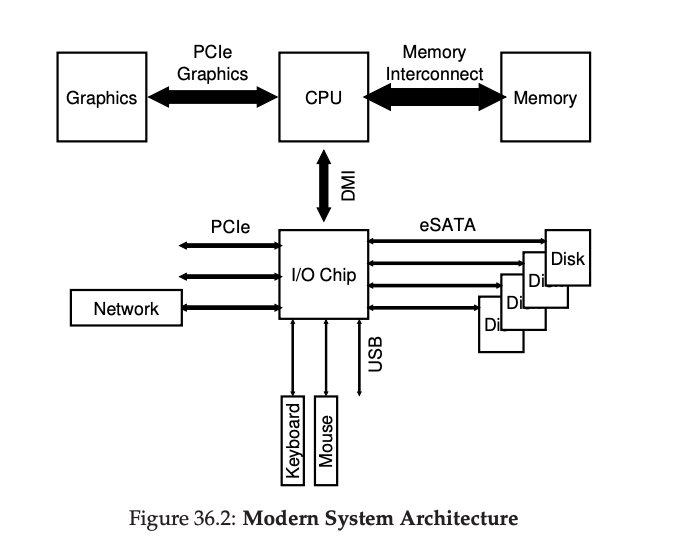 PCIe
Graphics
Memory
Interconnect
Graphics
CPU
Memory
DMI
PCIe
eSATA
I/O Chip
Disk
Di
Di
Di
Network
USB
Keyboard
Mouse
Figure 36.2: Modern System Architecture